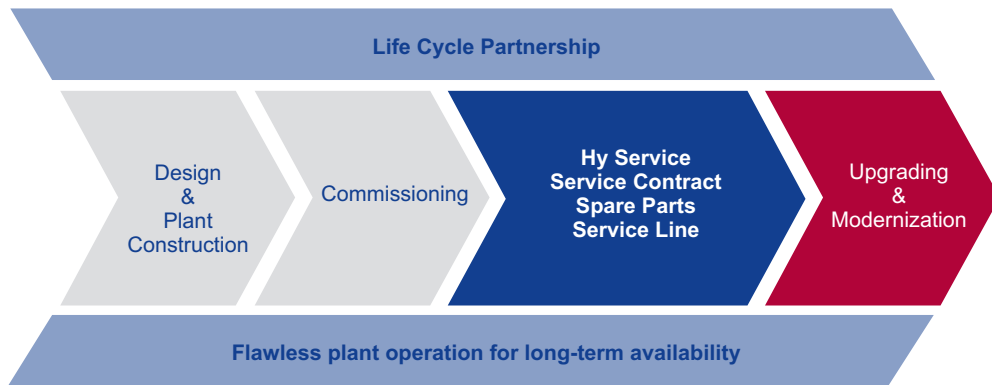 Life Cycle Partnership
Design
&
Plant
Construction
Commissioning
Hy Service
Service Contract
Spare Parts
Service Line
Upgrading
&
Modernization
Flawless plant operation for long-term availability